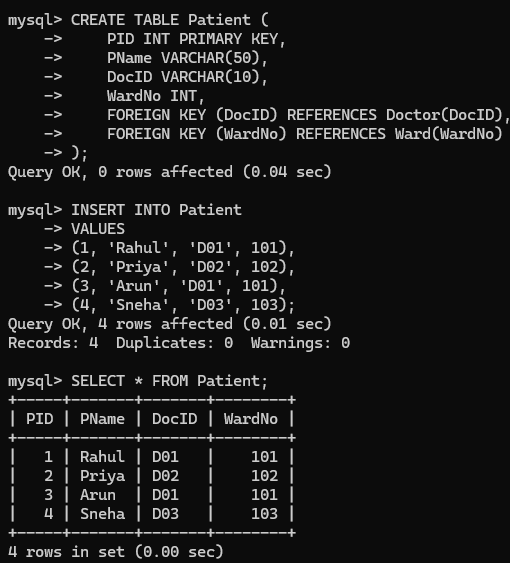 mysql> CREATE TABLE Patient (
    ->     PID INT PRIMARY KEY,
    ->     PName VARCHAR(50),
    ->     DocID VARCHAR(10),
    ->     WardNo INT,
    ->     FOREIGN KEY (DocID) REFERENCES Doctor(DocID),
    ->     FOREIGN KEY (WardNo) REFERENCES Ward(WardNo)
    -> );
Query OK, 0 rows affected (0.04 sec)

mysql> INSERT INTO Patient
    -> VALUES
    -> (1, 'Rahul', 'D01', 101),
    -> (2, 'Priya', 'D02', 102),
    -> (3, 'Arun', 'D01', 101),
    -> (4, 'Sneha', 'D03', 103);
Query OK, 4 rows affected (0.01 sec)
Records: 4  Duplicates: 0  Warnings: 0

mysql> SELECT * FROM Patient;
+-----+-------+-------+--------+
| PID | PName | DocID | WardNo |
+-----+-------+-------+--------+
|   1 | Rahul | D01   |    101 |
|   2 | Priya | D02   |    102 |
|   3 | Arun  | D01   |    101 |
|   4 | Sneha | D03   |    103 |
+-----+-------+-------+--------+
4 rows in set (0.00 sec)